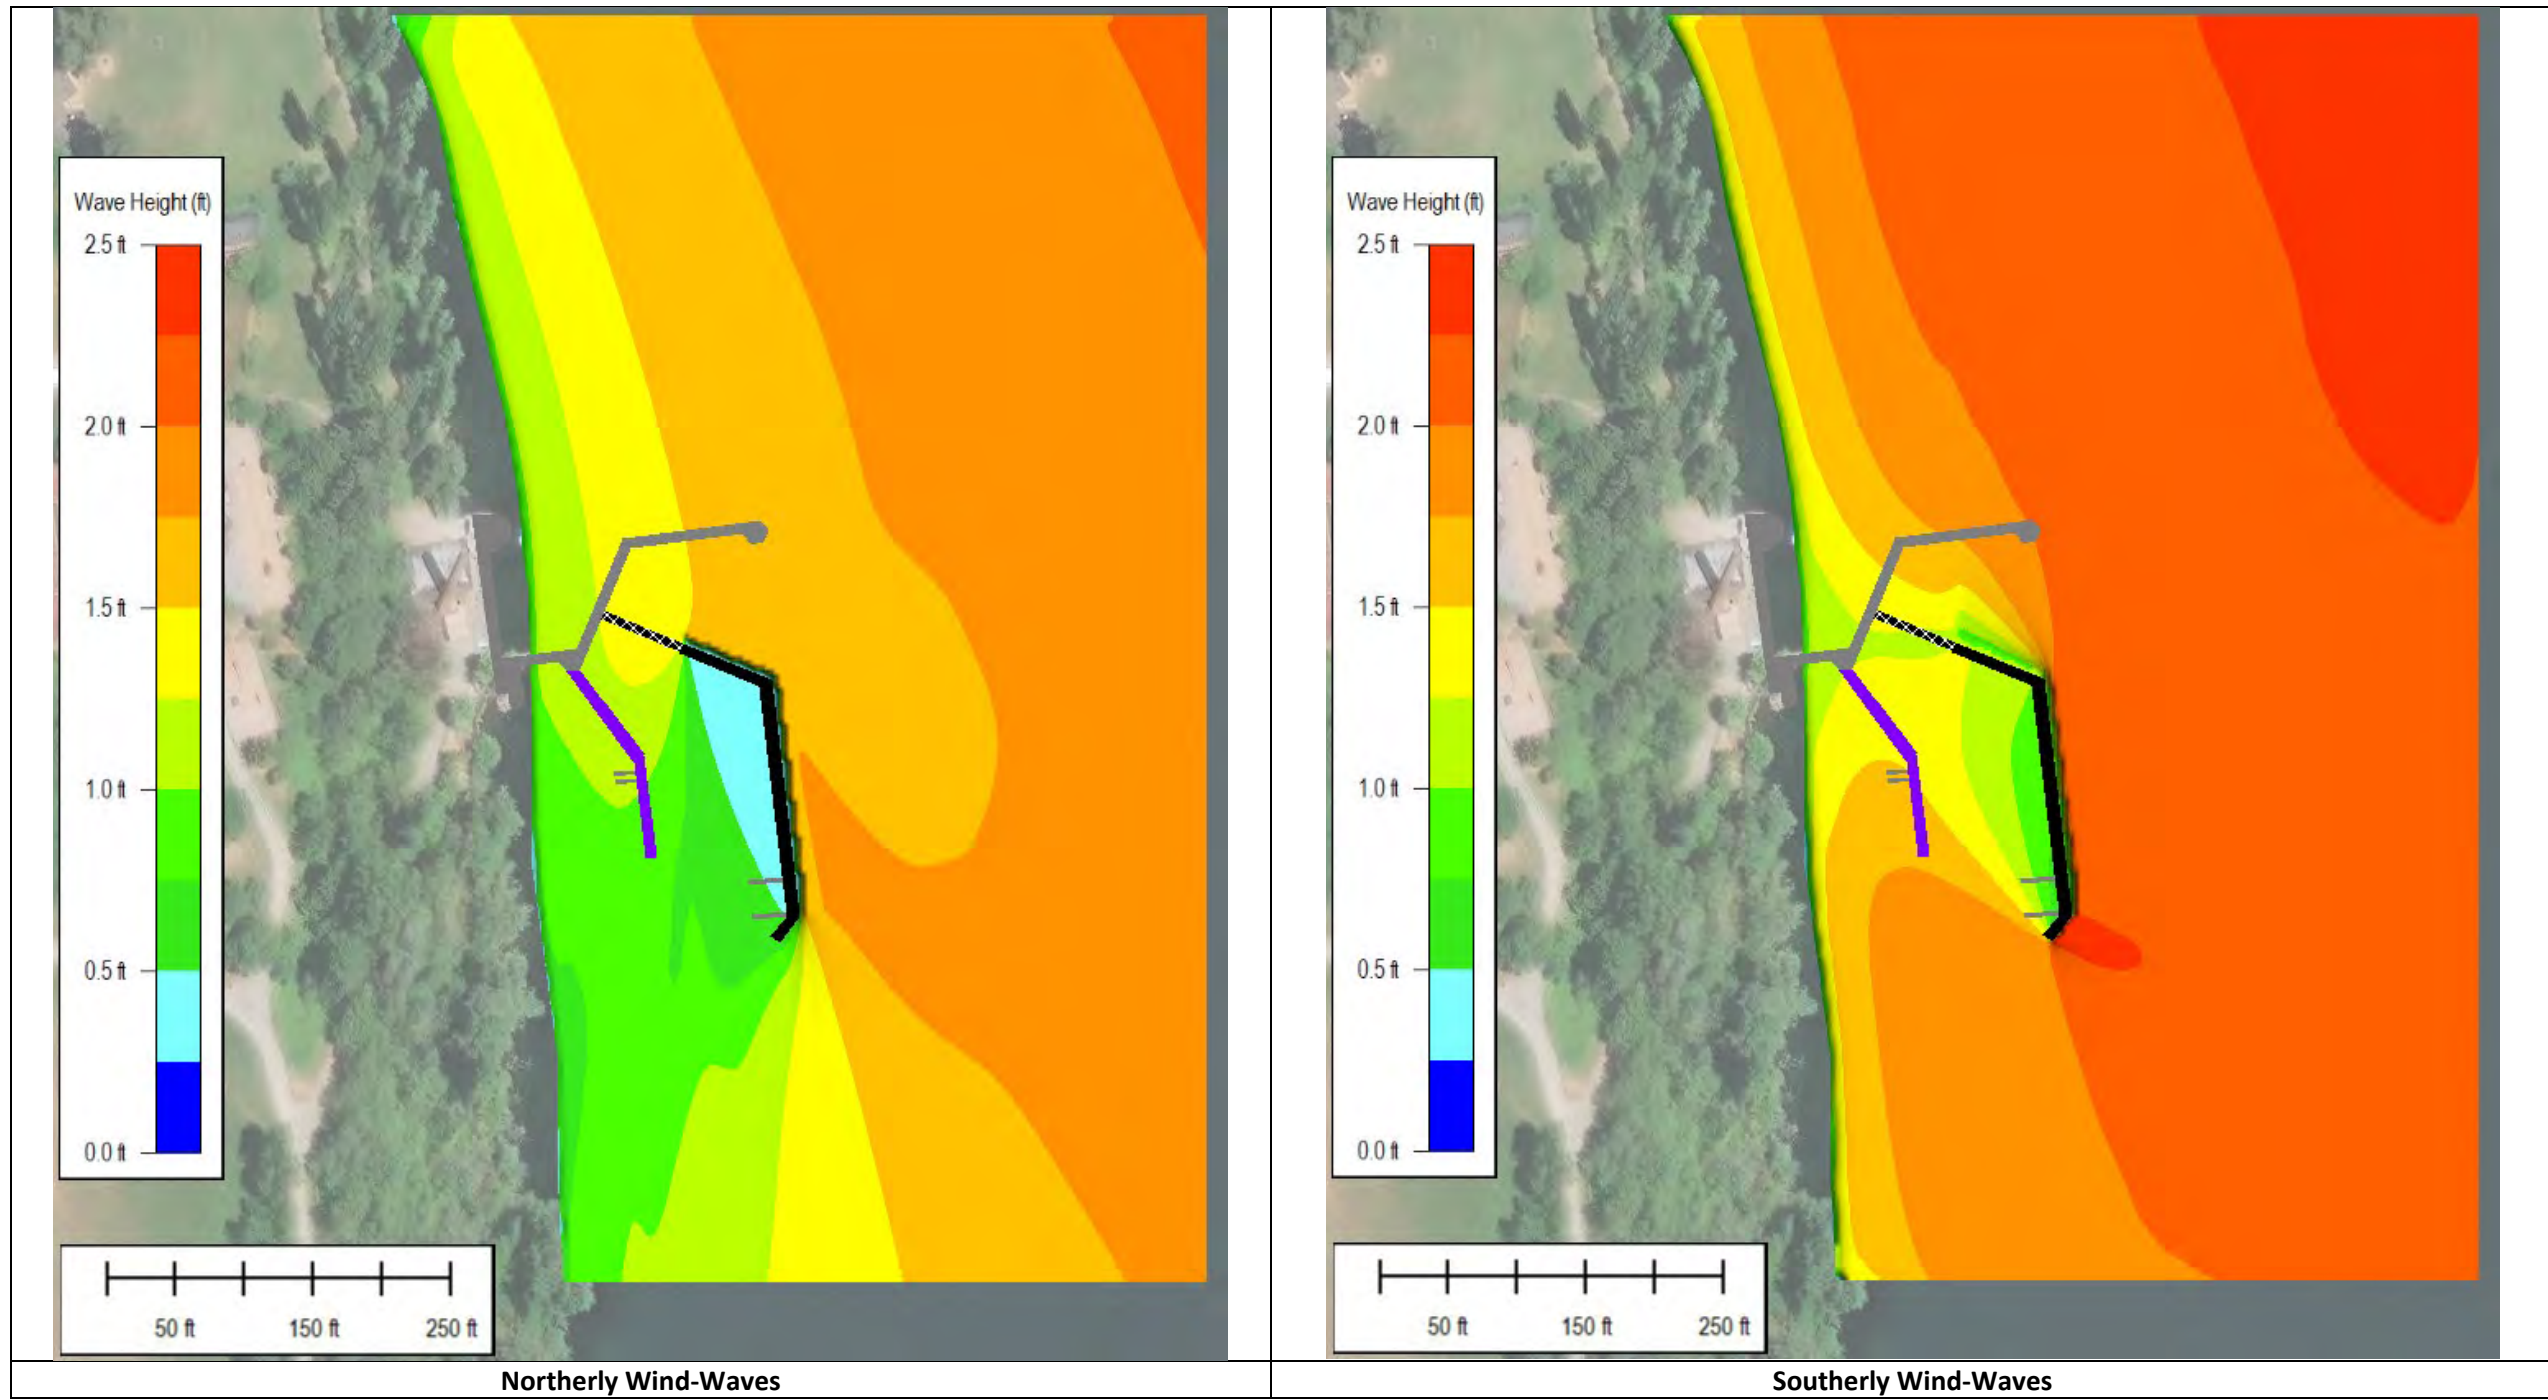 Wave Height (ft)
2.5 ft
2.0 ft
1.5 ft
1.0 ft
0.5 ft
0.0 ft
50 ft 150 ft 250 ft
Northerly Wind-Waves
Wave Height (ft)
2.5 ft
2.0 ft
1.5 ft
1.0 ft
0.5 ft
0.0 ft
50 ft 150 ft 250 ft
Southerly Wind-Waves